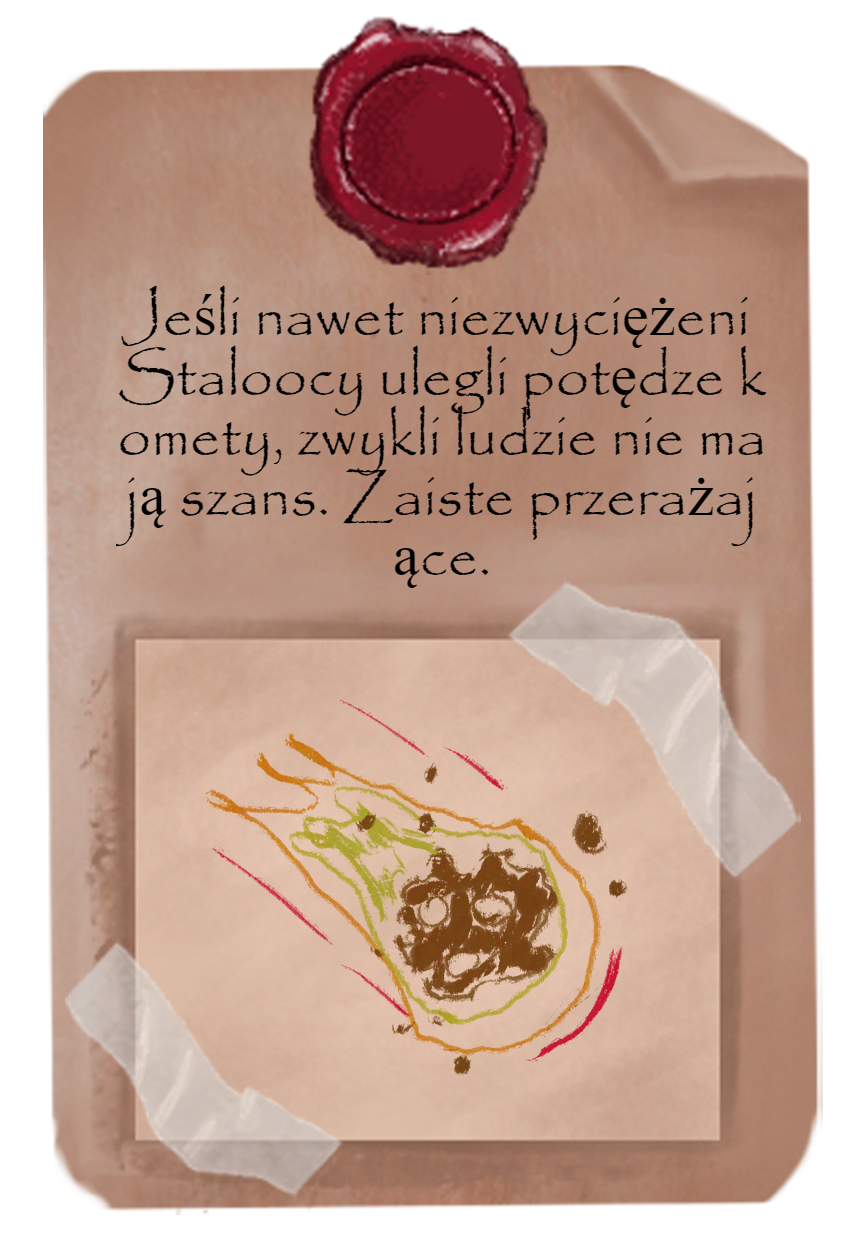 Jeśli nawet niezwyciężeni
Staloocy ulegli potędze k
omety, zwykli ludzie nie ma
ją szans. Zaiste przerażaj
ące.